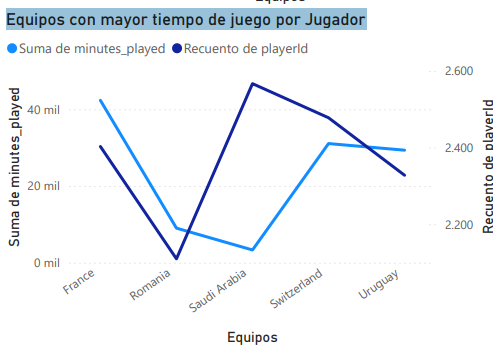 Equipos
Equipos con mayor tiempo de juego por Jugador
Suma de minutes_played Recuento de playerId
Suma de minutes_played
40 mil
20 mil
0 mil
2.600
2.400
2.200
Recuento de playerId
France
Romania
Saudi Arabia
Switzerland
Uruguay
Equipos